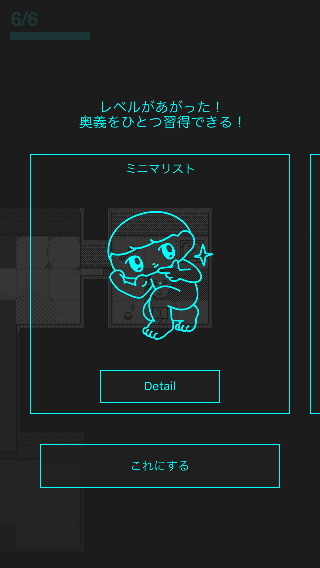 6/6
レベルがあがった！
奥義をひとつ習得できる！
ミニマリスト
Detail
これにする